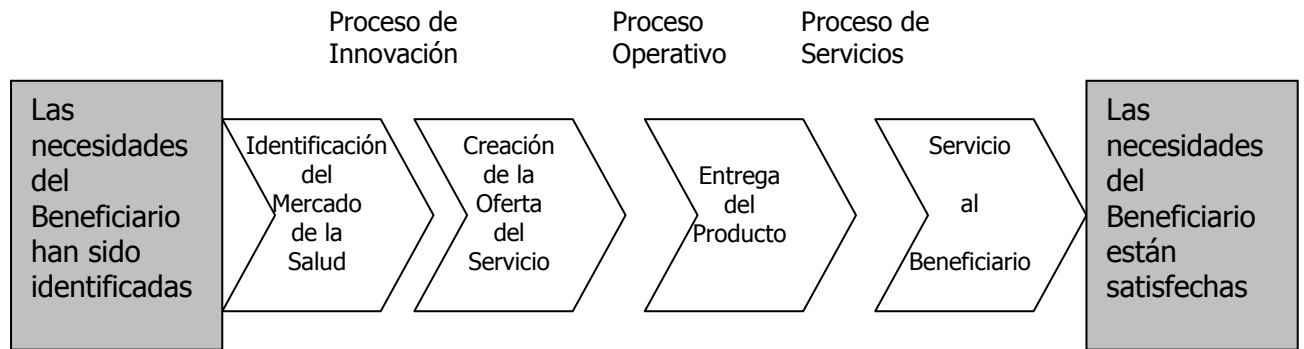 Proceso de
Innovación
Proceso
Operativo
Proceso de
Servicios
Las
necesidades
del
Beneficiario
han sido
identificadas
Identificación
del
Mercado
de la
Salud
Creación
de la
Oferta
del
Servicio
Entrega
del
Producto
Servicio
al
Beneficiario
Las
necesidades
del
Beneficiario
están
satisfechas